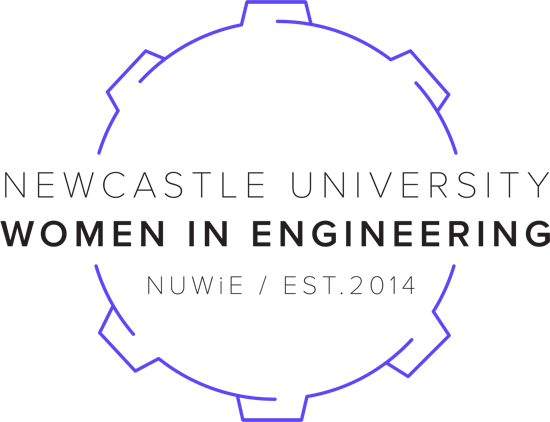 NEWCASTLE UNIVERSITY
WOMEN IN ENGINEERING
NUWiE / EST.2014